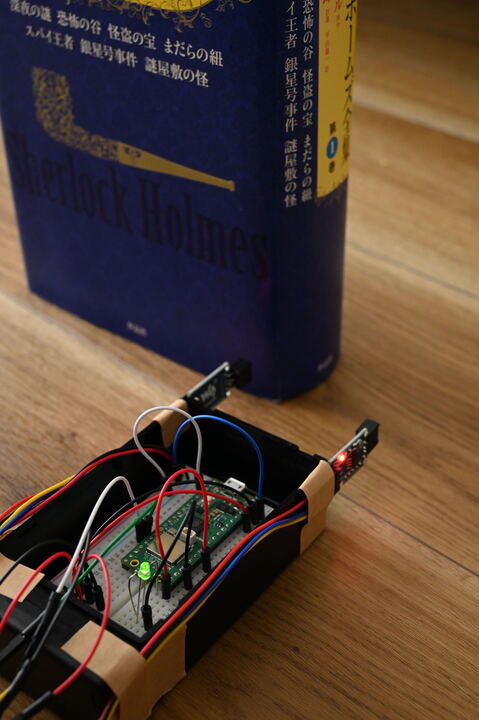 深夜の謎 恐怖の谷 怪盗の宝 まだらの紐
スパイ王者 銀星号事件 謎屋敷の怪
Sherlock Holmes
恐怖の谷 怪盗の宝 まだらの紐
スパイ王者 銀星号事件 謎屋敷の怪
ホームズ全集
第1巻